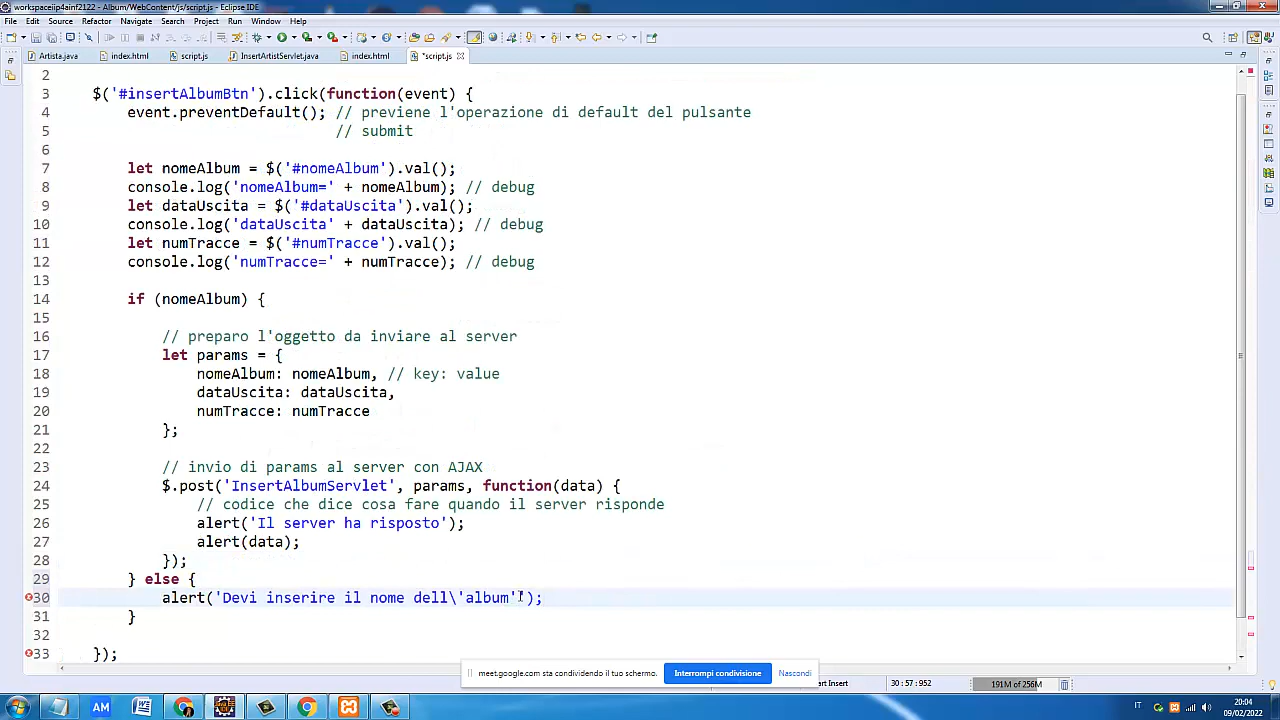 workspaceiip4ainf2122 - Album/WebContent/js/script.js - Eclipse IDE
File Edit Source Refactor Navigate Search Project Run Window Help
Artista.java index.html script.js InsertArtistServlet.java index.html *script.js
2
3 $('#insertAlbumBtn').click(function(event) {
4 event.preventDefault(); // previene l'operazione di default del pulsante
5 // submit
6
7 let nomeAlbum = $('#nomeAlbum').val();
8 console.log('nomeAlbum=' + nomeAlbum); // debug
9 let dataUscita = $('#dataUscita').val();
10 console.log('dataUscita' + dataUscita); // debug
11 let numTracce = $('#numTracce').val();
12 console.log('numTracce=' + numTracce); // debug
13
14 if (nomeAlbum) {
15
16 // preparo l'oggetto da inviare al server
17 let params = {
18 nomeAlbum: nomeAlbum, // key: value
19 dataUscita: dataUscita,
20 numTracce: numTracce
21 };
22
23 // invio di params al server con AJAX
24 $.post('InsertAlbumServlet', params, function(data) {
25 // codice che dice cosa fare quando il server risponde
26 alert('Il server ha risposto');
27 alert(data);
28 });
29 } else {
30 alert('Devi inserire il nome dell\'album'');
31 }
32
33 });
meet.google.com sta condividendo il tuo schermo. Interrompi condivisione Nascondi
rt Insert 30 : 57 : 952 191M of 256M
AM W IT 20:04
09/02/2022